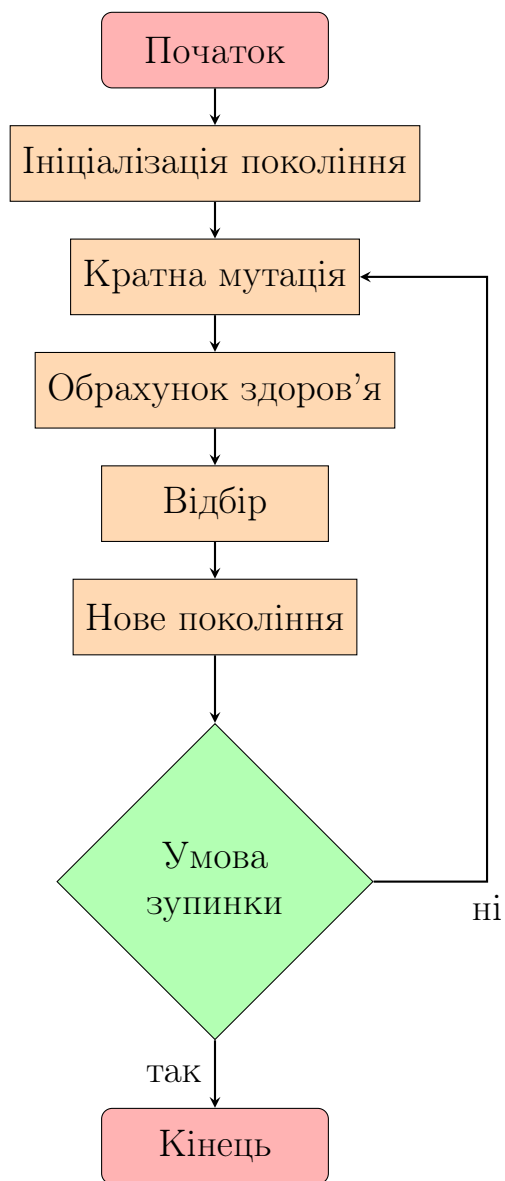 Початок
Ініціалізація покоління
Кратна мутація
Обрахунок здоров'я
Відбір
Нове покоління
Умова
зупинки
ні
так
Кінець